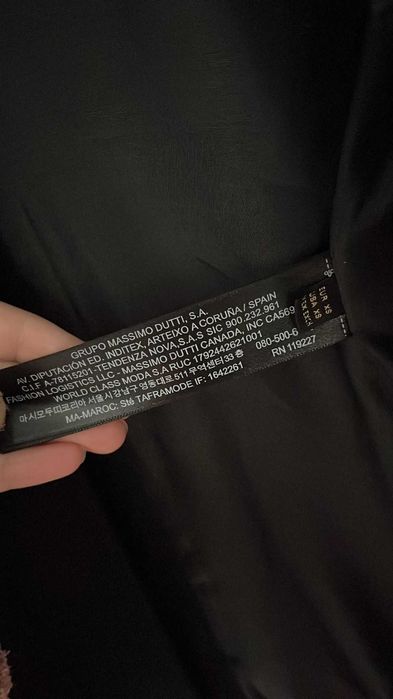 GRUPO MASSIMO DUTTI, S.A.
AV. DIPUTACIÓN ED. INDITEX, ARTEIXO A CORUÑA / SPAIN
C.I.F A-78115201-TENDENZA NOVA S.A.S SIC 900.232.961
FASHION LOGISTICS LLC - MASSIMO DUTTI CANADA, INC CA569
WORLD CLASS MODA S.A RUC 1792442621001 080-500-6
마시모두띠코리아 서울시강남구 영동대로511무역센터33층 RN 119227
MA-MAROC: Sté TAFRAMODE IF: 1642261
EUR XS
USA XS